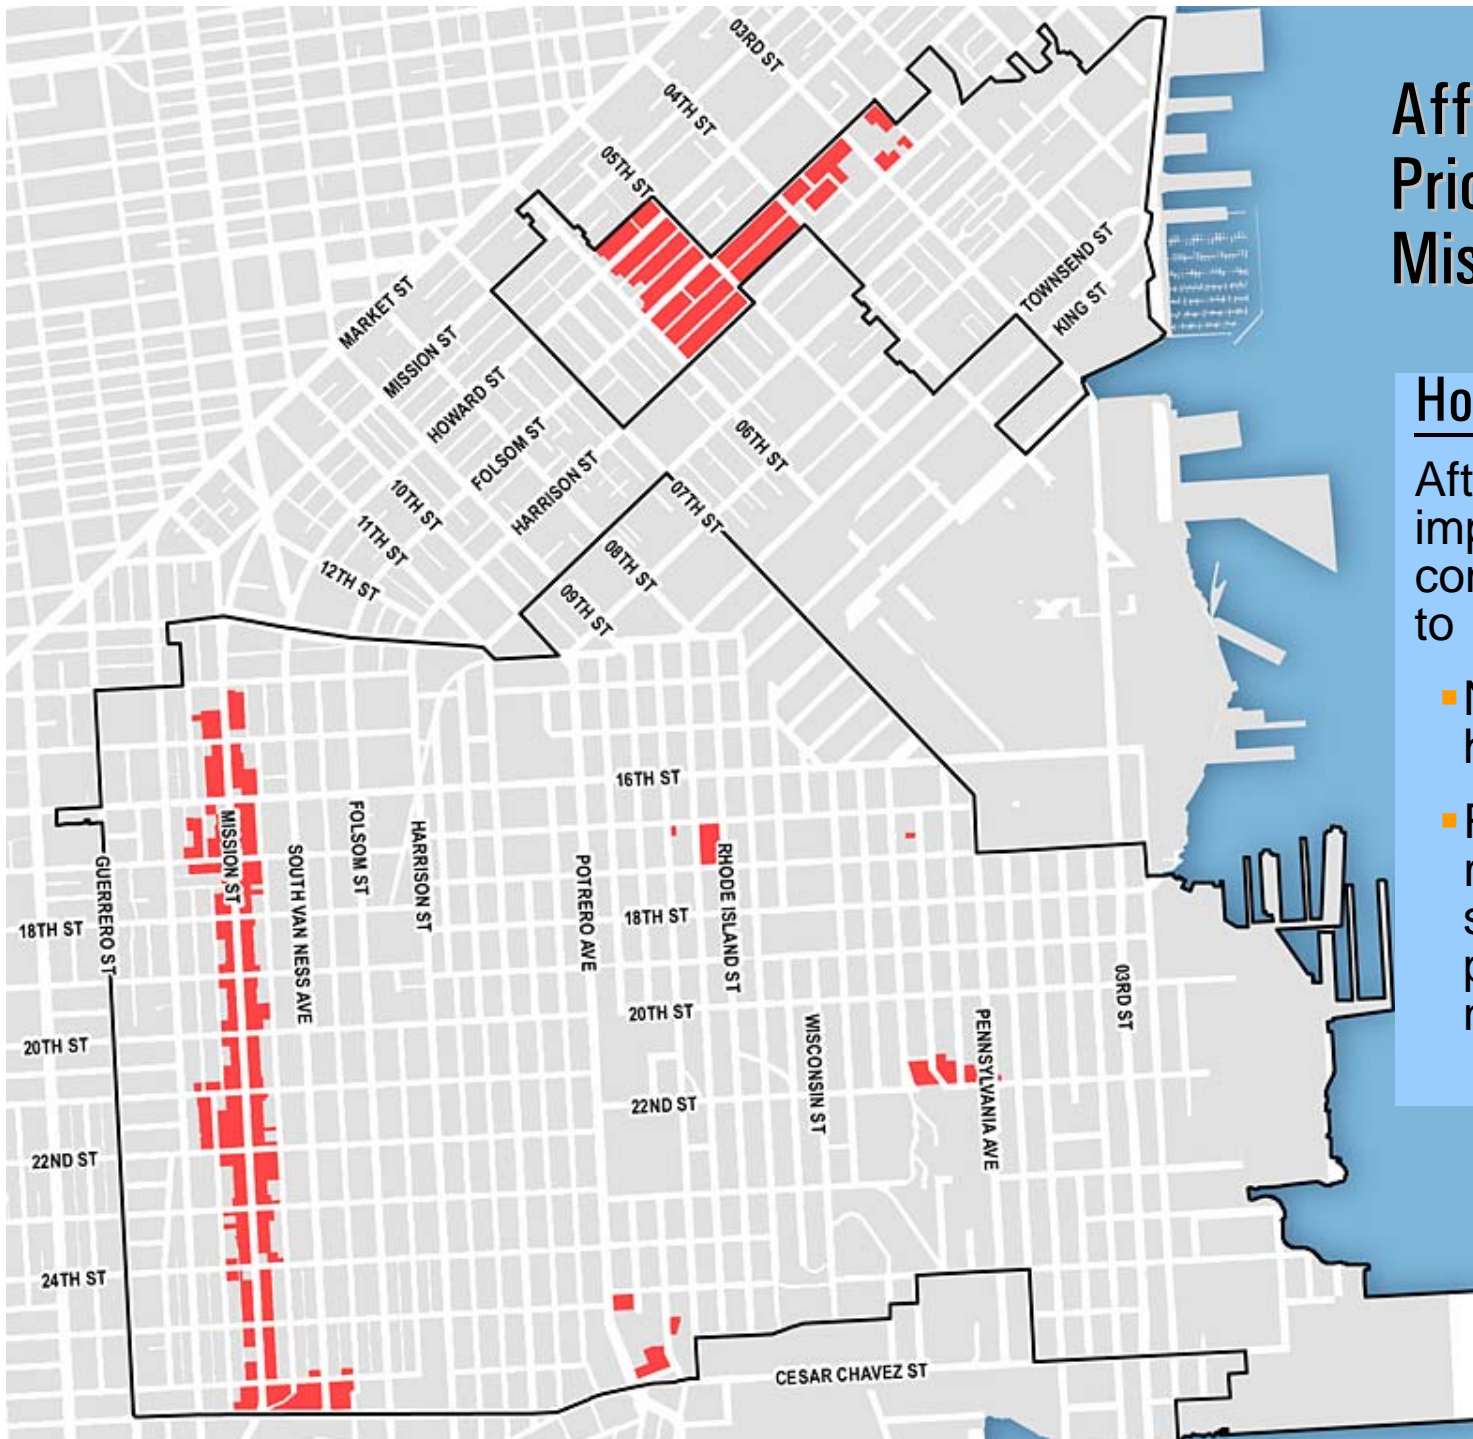 03RD ST
04TH ST
05TH ST
TOWNSEND ST
KING ST
MARKET ST
MISSION ST
HOWARD ST
FOLSOM ST
HARRISON ST
06TH ST
07TH ST
08TH ST
09TH ST
10TH ST
11TH ST
12TH ST
16TH ST
MISSION ST
SOUTH VAN NESS AVE
FOLSOM ST
HARRISON ST
GUERRERO ST
POTRERO AVE
RHODE ISLAND ST
18TH ST
18TH ST
20TH ST
20TH ST
WISCONSIN ST
PENNSYLVANIA AVE
03RD ST
22ND ST
22ND ST
24TH ST
CESAR CHAVEZ ST
Aff
Mis
Ho
Aft
imp
to